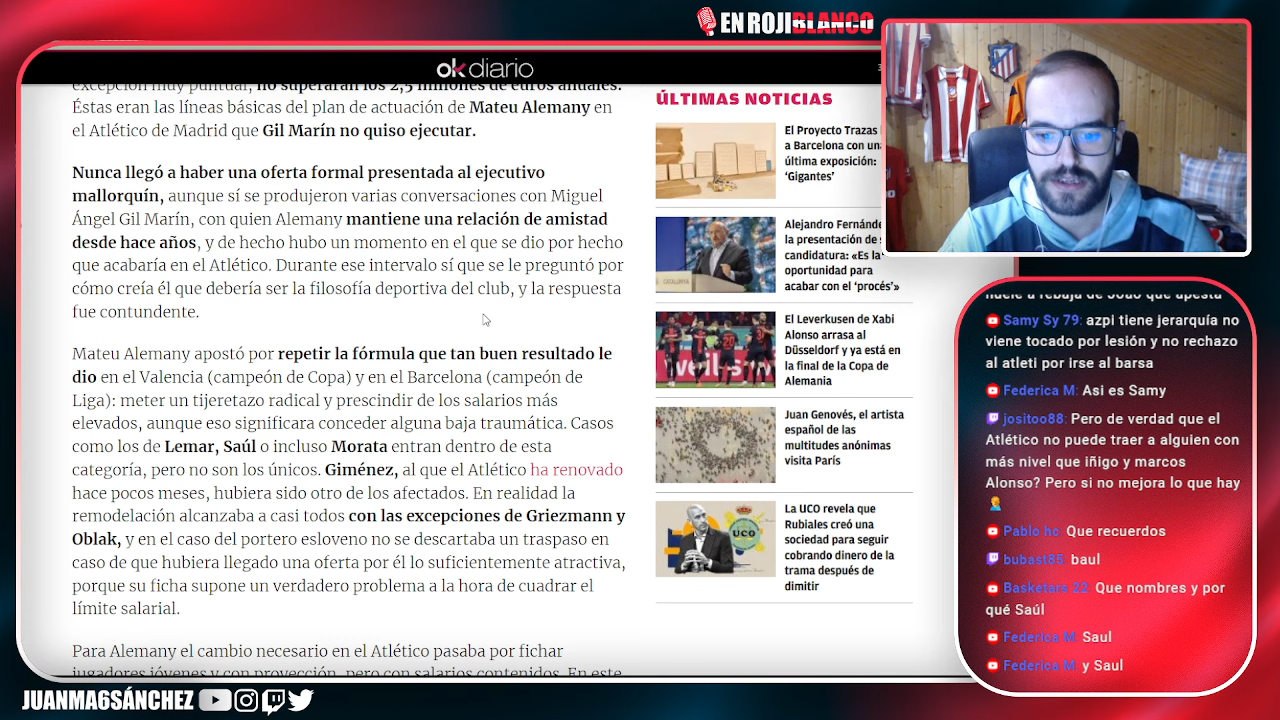 EN ROJIBLANCO
okdiario
excepción muy puntual, no superarán los 2,5 millones de euros anuales.
Éstas eran las líneas básicas del plan de actuación de Mateu Alemany en
el Atlético de Madrid que Gil Marín no quiso ejecutar.
Nunca llegó a haber una oferta formal presentada al ejecutivo
mallorquín, aunque sí se produjeron varias conversaciones con Miguel
Ángel Gil Marín, con quien Alemany mantiene una relación de amistad
desde hace años, y de hecho hubo un momento en el que se dio por hecho
que acabaría en el Atlético. Durante ese intervalo sí que se le preguntó por
cómo creía él que debería ser la filosofía deportiva del club, y la respuesta
fue contundente.
Mateu Alemany apostó por repetir la fórmula que tan buen resultado le
dio en el Valencia (campeón de Copa) y en el Barcelona (campeón de
Liga): meter un tijeretazo radical y prescindir de los salarios más
elevados, aunque eso significara conceder alguna baja traumática. Casos
como los de Lemar, Saúl o incluso Morata entran dentro de esta
categoría, pero no son los únicos. Giménez, al que el Atlético ha renovado
hace pocos meses, hubiera sido otro de los afectados. En realidad la
remodelación alcanzaba a casi todos con las excepciones de Griezmann y
Oblak, y en el caso del portero esloveno no se descartaba un traspaso en
caso de que hubiera llegado una oferta por él lo suficientemente atractiva,
porque su ficha supone un verdadero problema a la hora de cuadrar el
límite salarial.
Para Alemany el cambio necesario en el Atlético pasaba por fichar
jugadores jóvenes y con proyección, pero con salarios contenidos. En este
ÚLTIMAS NOTICIAS
El Proyecto Trazas
a Barcelona con una
última exposición:
‘Gigantes’
Alejandro Fernánde
la presentación de s
candidatura: «Es la
oportunidad para
acabar con el ‘procés’»
El Leverkusen de Xabi
Alonso arrasa al
Düsseldorf y ya está en
la final de la Copa de
Alemania
Juan Genovés, el artista
español de las
multitudes anónimas
visita París
La UCO revela que
Rubiales creó una
sociedad para seguir
cobrando dinero de la
trama después de
dimitir
UCO
huele a rebaja de Joao que apesta
Samy Sy 79: azpi tiene jerarquía no
viene tocado por lesión y no rechazo
al atleti por irse al barsa
Federica M: Asi es Samy
jositoo88: Pero de verdad que el
Atlético no puede traer a alguien con
más nivel que iñigo y marcos
Alonso? Pero si no mejora lo que hay
Pablo hc: Que recuerdos
bubast85: baul
Basketars 22: Que nombres y por
qué Saúl
Federica M: Saul
Federica M: y Saul
JUANMA6SÁNCHEZ